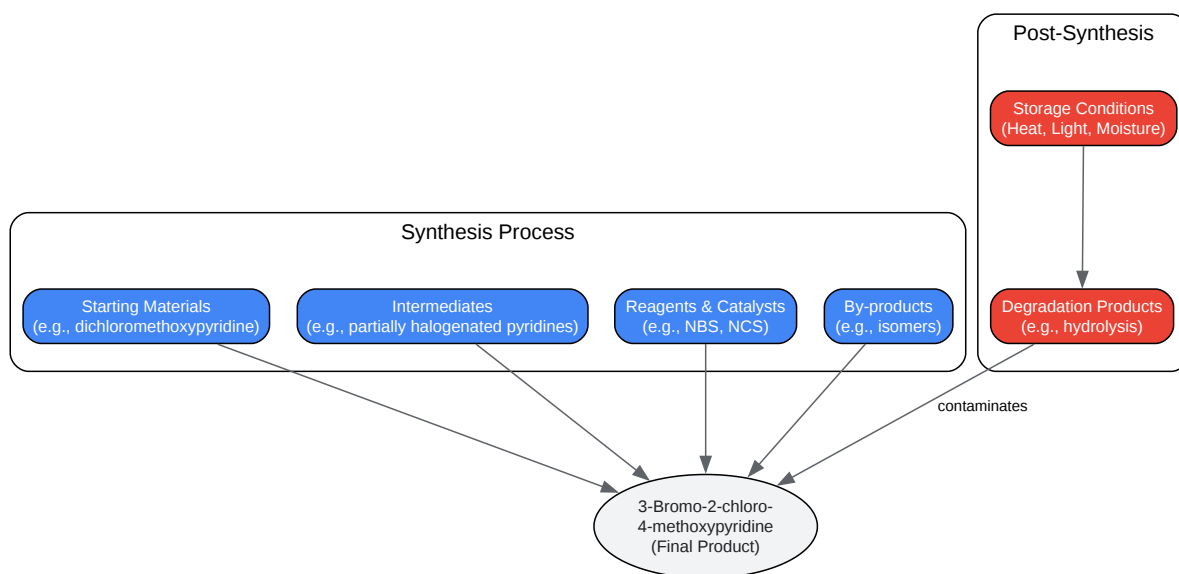 Post-Synthesis
Storage Conditions
(Heat, Light, Moisture)
Synthesis Process
Starting Materials
(e.g., dichloromethoxypyridine)
Intermediates
(e.g., partially halogenated pyridines)
Reagents & Catalysts
(e.g., NBS, NCS)
By-products
(e.g., isomers)
Degradation Products
(e.g., hydrolysis)
contaminates
3-Bromo-2-chloro-
4-methoxypyridine
(Final Product)